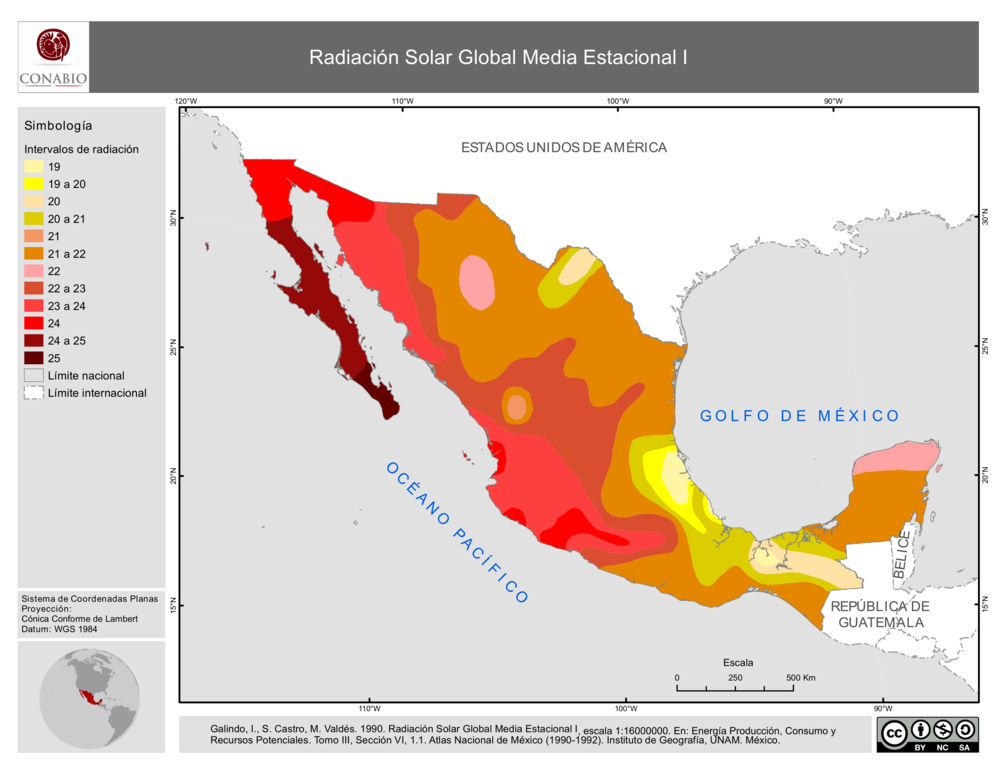 CONABIO
Radiación Solar Global Media Estacional I
120°W
110°W
100°W
90°W
Simbología
Intervalos de radiación
19
19 a 20
20
20 a 21
21
21 a 22
22
22 a 23
23 a 24
24
24 a 25
25
Límite nacional
Límite internacional
ESTADOS UNIDOS DE AMÉRICA
30°N
30°N
25°N
25°N
GOLFO DE MÉXICO
OCÉANO PACÍFICO
20°N
20°N
BELICE
15°N
15°N
REPÚBLICA DE
GUATEMALA
Sistema de Coordenadas Planas
Proyección:
Cónica Conforme de Lambert
Datum: WGS 1984
Escala
0 250 500 Km
110°W
100°W
90°W
Galindo, I., S. Castro, M. Valdés. 1990. Radiación Solar Global Media Estacional I, escala 1:16000000. En: Energía Producción, Consumo y
Recursos Potenciales. Tomo III, Sección VI, 1.1. Atlas Nacional de México (1990-1992). Instituto de Geografía, UNAM. México.
cc
BY NC SA